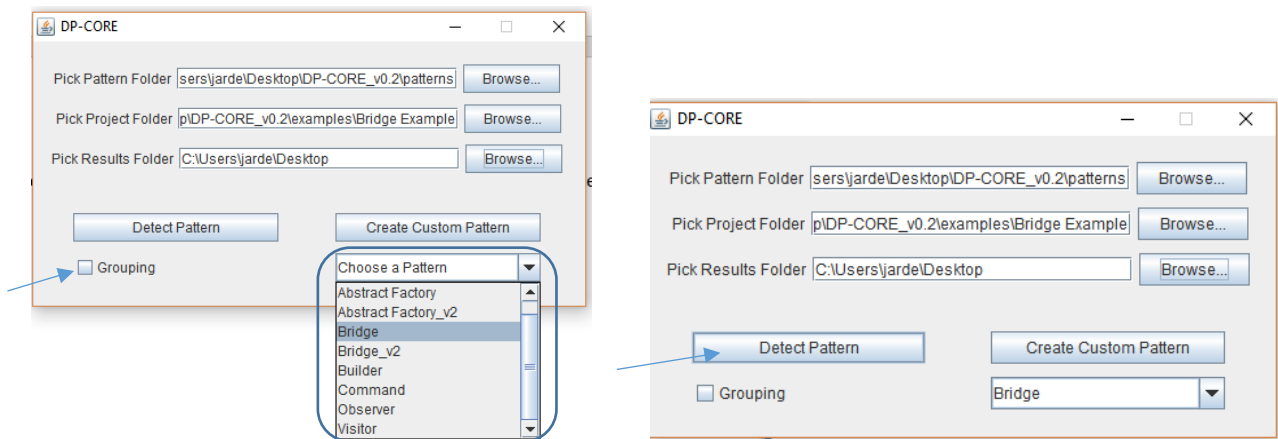 DP-CORE
Pick Pattern Folder sers\jarde\Desktop\DP-CORE_v0.2\patterns Browse...
Pick Project Folder p\DP-CORE_v0.2\examples\Bridge Example Browse...
Pick Results Folder C:\Users\jarde\Desktop Browse...
Detect Pattern Create Custom Pattern
Grouping Choose a Pattern
Abstract Factory
Abstract Factory_v2
Bridge
Bridge_v2
Builder
Command
Observer
Visitor
DP-CORE
Pick Pattern Folder sers\jarde\Desktop\DP-CORE_v0.2\patterns Browse...
Pick Project Folder p\DP-CORE_v0.2\examples\Bridge Example Browse...
Pick Results Folder C:\Users\jarde\Desktop Browse...
Detect Pattern Create Custom Pattern
Grouping Bridge